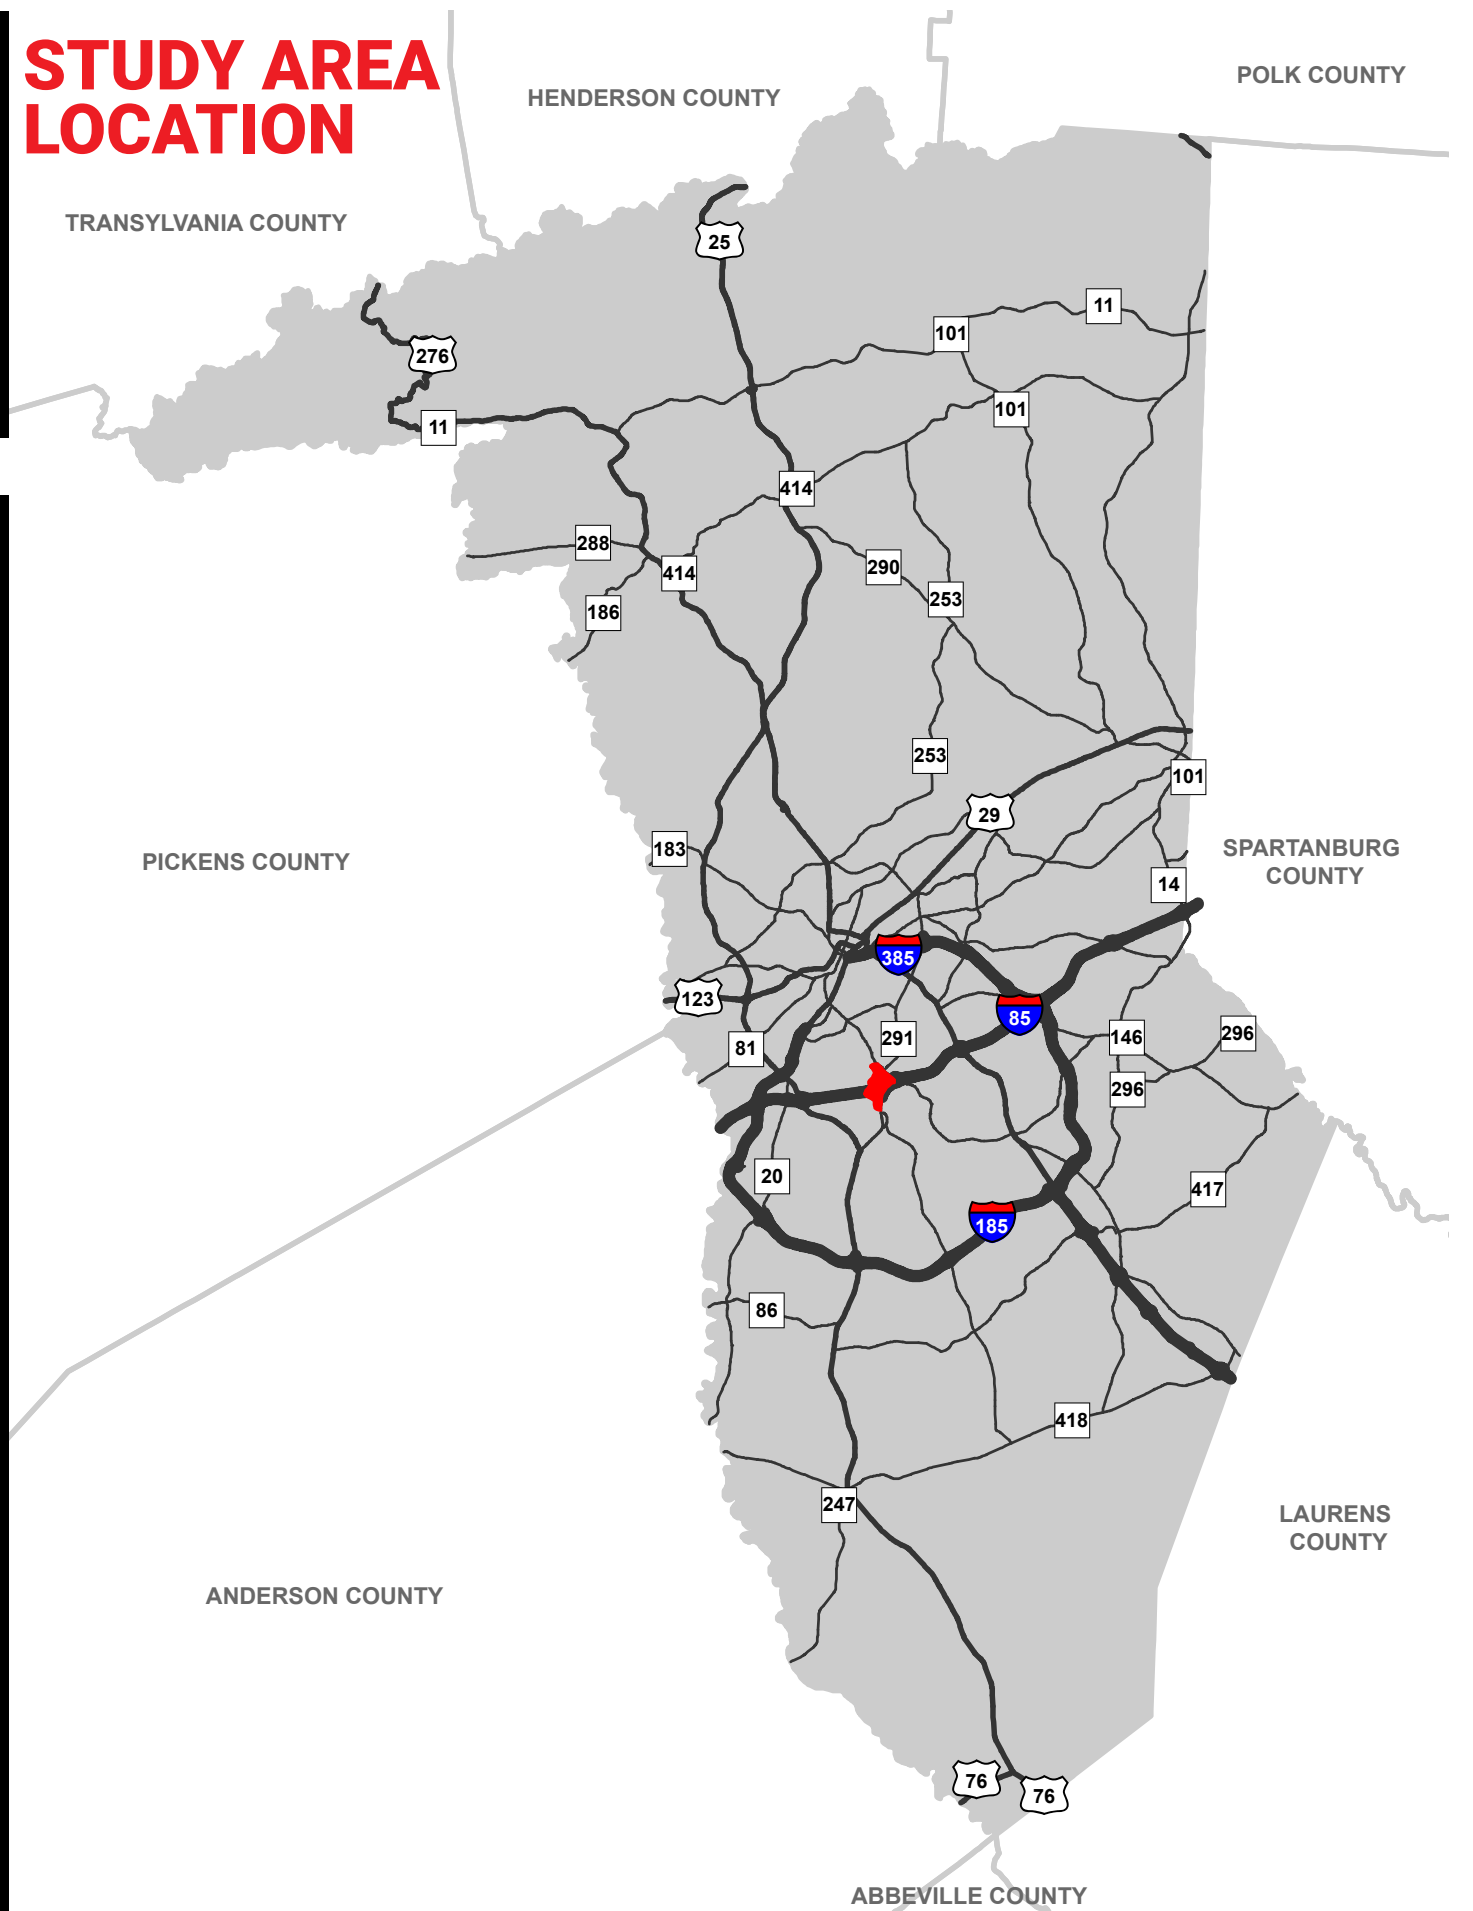 STUDY AREA
LOCATION
POLK COUNTY
HENDERSON COUNTY
TRANSYLVANIA COUNTY
25
11
101
276
101
11
414
288
290
414
253
186
253
101
29
183
SPARTANBURG
COUNTY
PICKENS COUNTY
14
385
123
85
291
146
296
81
296
20
417
185
86
418
247
LAURENS
COUNTY
ANDERSON COUNTY
76
76
ABBEVILLE COUNTY